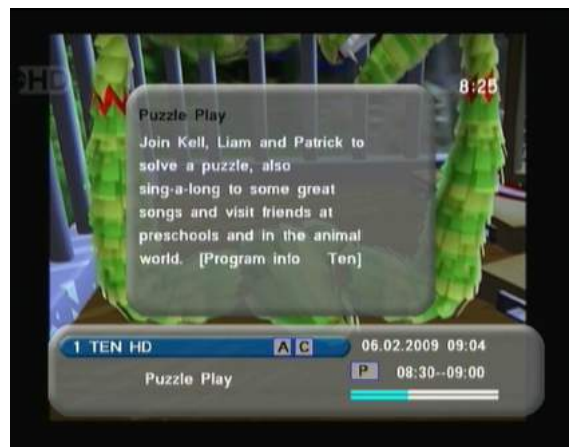 HD
8:25
Puzzle Play
Join Kell, Liam and Patrick to
solve a puzzle, also
sing-a-long to some great
songs and visit friends at
preschools and in the animal
world. [Program info Ten]
1 TEN HD A C 06.02.2009 09:04
Puzzle Play P 08:30--09:00